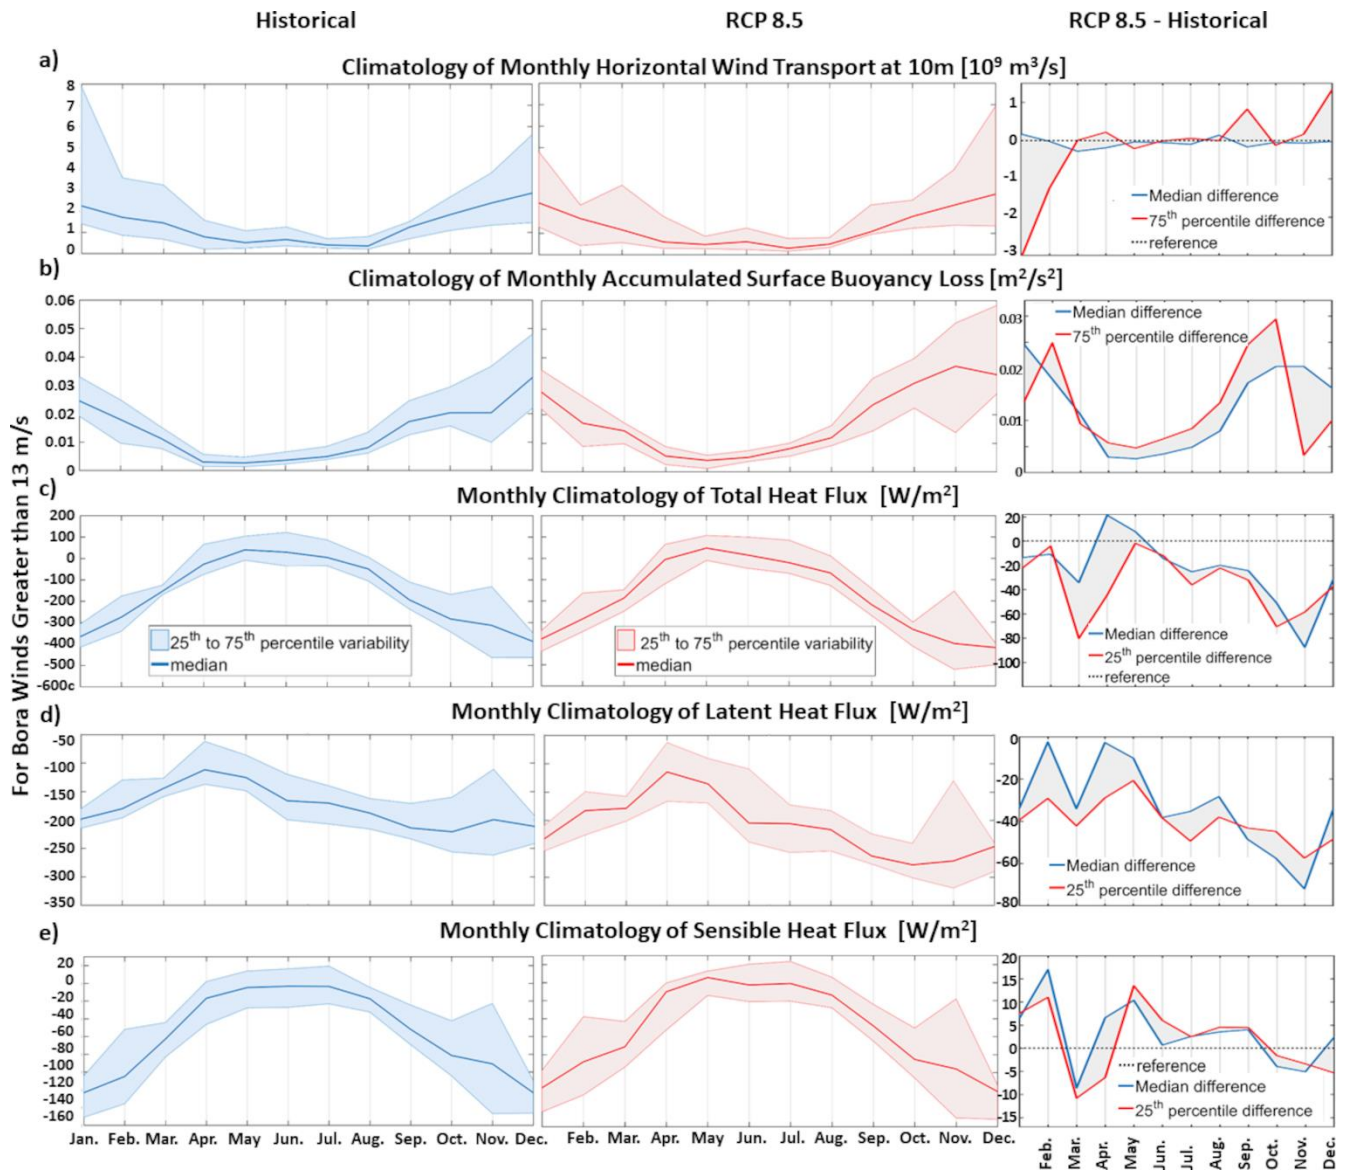 Historical RCP 8.5 RCP 8.5 - Historical
For Bora Winds Greater than 13 m/s
a) Climatology of Monthly Horizontal Wind Transport at 10m [10⁹ m³/s]
8
7
6
5
4
3
2
1
0
1
0
-1
-2
-3
Median difference
75th percentile difference
reference
b) Climatology of Monthly Accumulated Surface Buoyancy Loss [m²/s²]
0.06
0.05
0.04
0.03
0.02
0.01
0
0.03
0.02
0.01
0
Median difference
75th percentile difference
c) Monthly Climatology of Total Heat Flux [W/m²]
200
100
0
-100
-200
-300
-400
-500
-600c
25th to 75th percentile variability
median
25th to 75th percentile variability
median
20
0
-20
-40
-60
-80
-100
Median difference
25th percentile difference
reference
d) Monthly Climatology of Latent Heat Flux [W/m²]
-50
-100
-150
-200
-250
-300
-350
0
-20
-40
-60
-80
Median difference
25th percentile difference
e) Monthly Climatology of Sensible Heat Flux [W/m²]
20
0
-20
-40
-60
-80
-100
-120
-140
-160
20
15
10
5
0
-5
-10
-15
reference
Median difference
25th percentile difference
Jan. Feb. Mar. Apr. May Jun. Jul. Aug. Sep. Oct. Nov. Dec.
Feb. Mar. Apr. May Jun. Jul. Aug. Sep. Oct. Nov. Dec.
Feb. Mar. Apr. May Jun. Jul. Aug. Sep. Oct. Nov. Dec.